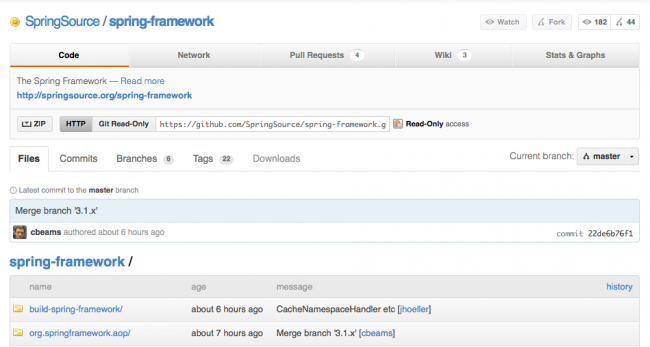 SpringSource / spring-framework Watch Fork 182 44
Code Network Pull Requests 4 Wiki 3 Stats & Graphs
The Spring Framework — Read more
http://springsource.org/spring-framework
ZIP HTTP Git Read-Only https://github.com/SpringSource/spring-framework.g Read-Only access
Files Commits Branches 6 Tags 22 Downloads Current branch: master
Latest commit to the master branch
Merge branch '3.1.x'
cbeams authored about 6 hours ago commit 22de6b76f1
spring-framework /
name age message history
build-spring-framework/ about 6 hours ago CacheNamespaceHandler etc [jhoeller]
org.springframework.aop/ about 7 hours ago Merge branch '3.1.x' [cbeams]